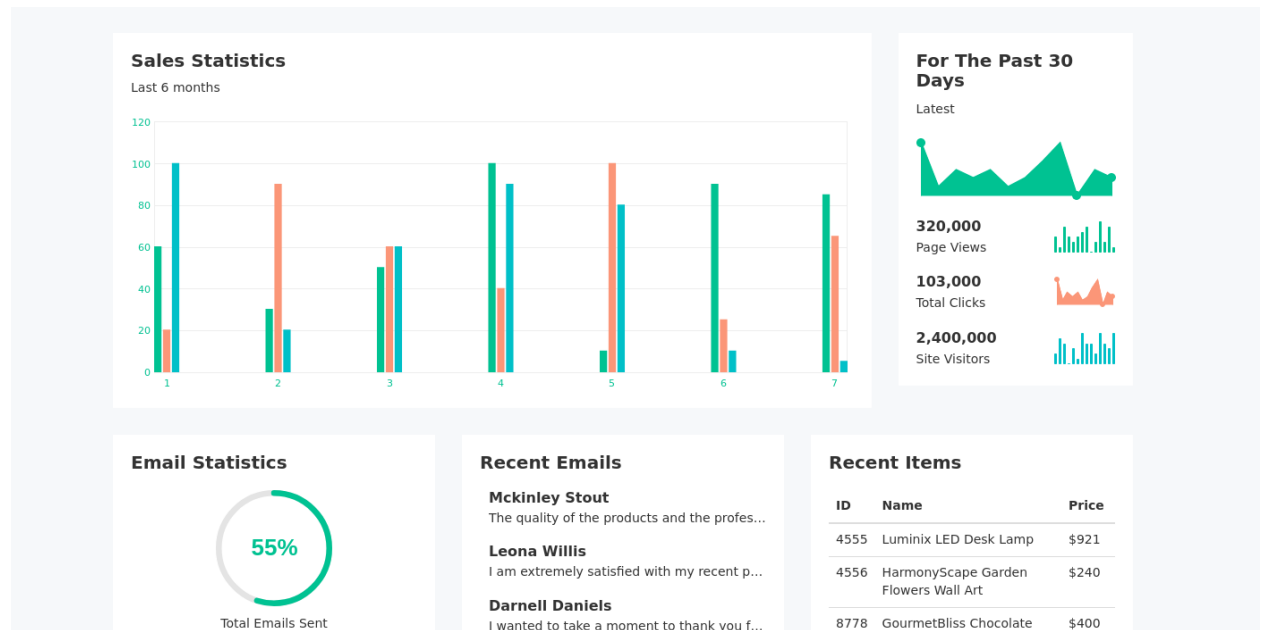 Sales Statistics
Last 6 months
120
100
80
60
40
20
0
1 2 3 4 5 6 7
For The Past 30
Days
Latest
320,000
Page Views
103,000
Total Clicks
2,400,000
Site Visitors
Email Statistics
55%
Total Emails Sent
Recent Emails
Mckinley Stout
The quality of the products and the profes...
Leona Willis
I am extremely satisfied with my recent p...
Darnell Daniels
I wanted to take a moment to thank you f...
Recent Items
ID Name Price
4555 Luminix LED Desk Lamp $921
4556 HarmonyScape Garden $240
Flowers Wall Art
8778 GourmetBliss Chocolate $400